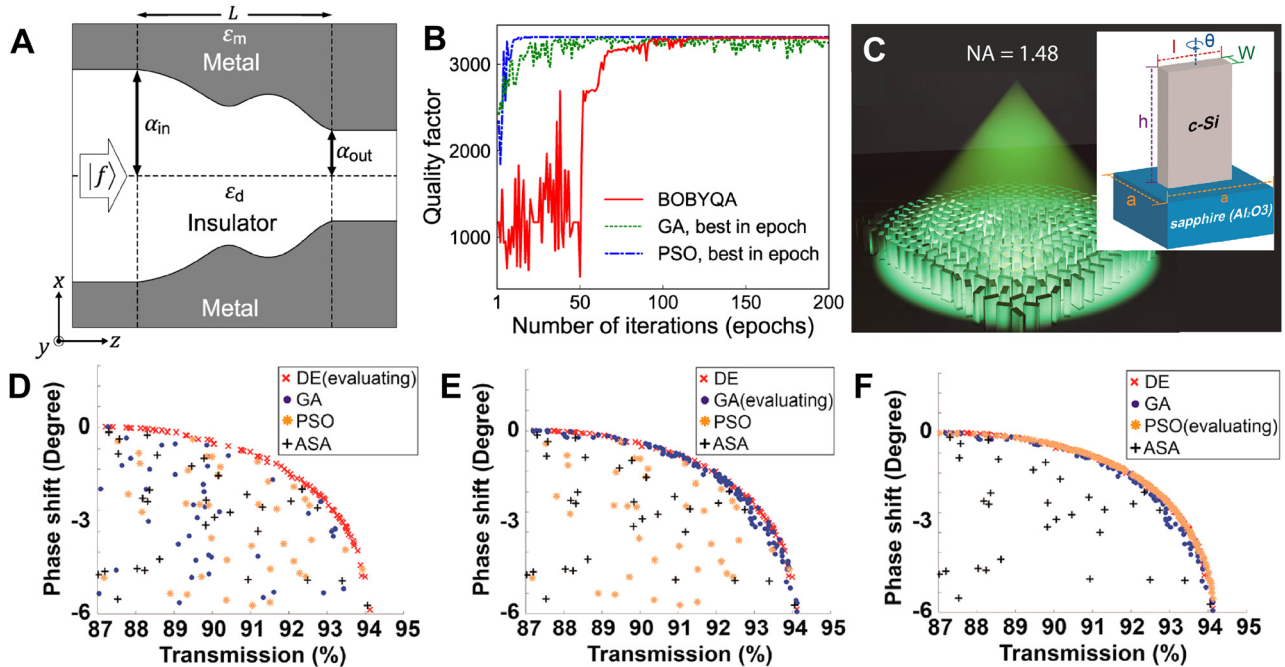 A
L
εm
Metal
αin
αout
|f⟩
εd
Insulator
Metal
x
y
z
B
Quality factor
3000
2000
1000
BOBYQA
GA, best in epoch
PSO, best in epoch
1
50
100
150
200
Number of iterations (epochs)
C
NA = 1.48
l
θ
W
h
c-Si
a
a
sapphire (Al2O3)
D
Phase shift (Degree)
0
-3
-6
DE(evaluating)
GA
PSO
ASA
87 88 89 90 91 92 93 94 95
Transmission (%)
E
Phase shift (Degree)
0
-3
-6
DE
GA(evaluating)
PSO
ASA
87 88 89 90 91 92 93 94 95
Transmission (%)
F
Phase shift (Degree)
0
-3
-6
DE
GA
PSO(evaluating)
ASA
87 88 89 90 91 92 93 94 95
Transmission (%)